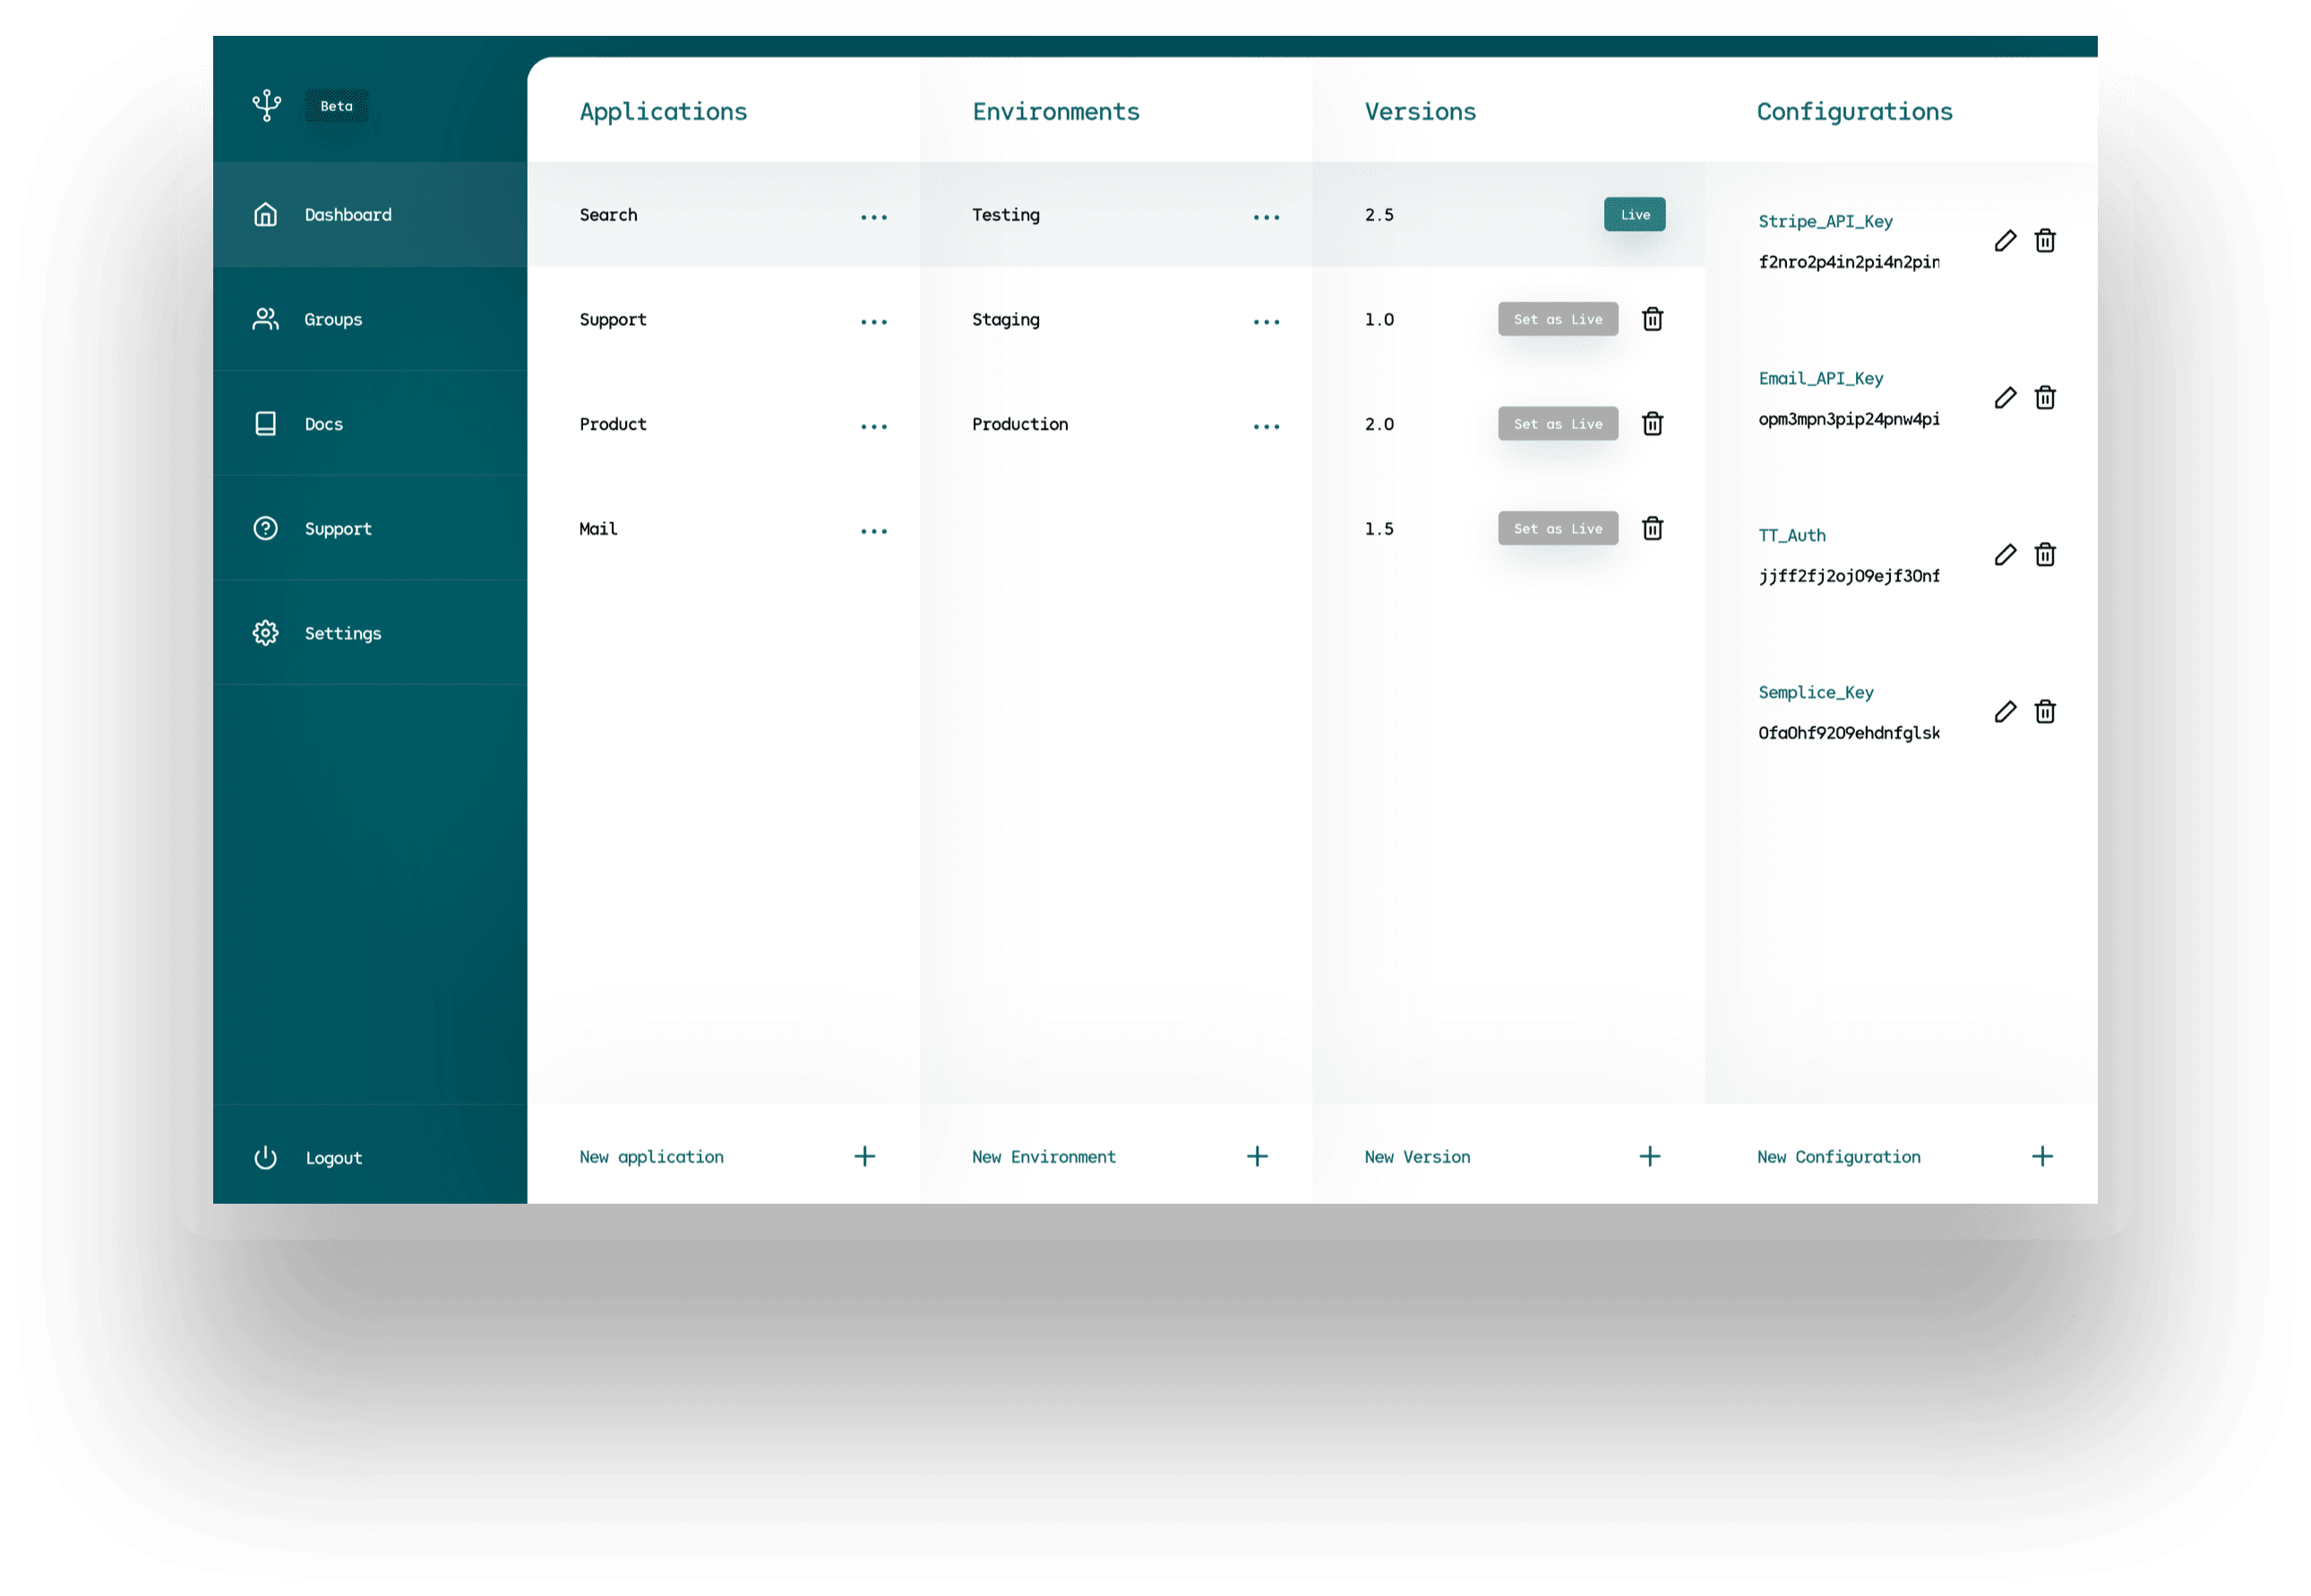 Beta
Dashboard
Groups
Docs
Support
Settings
Logout
Applications
Search
Support
Product
Mail
New application
Environments
Testing
Staging
Production
New Environment
Versions
2.5 Live
1.0 Set as Live
2.0 Set as Live
1.5 Set as Live
New Version
Configurations
Stripe_API_Key
f2nro2p4in2pi4n2pin
Email_API_Key
opm3mpn3pip24pnw4pi
TT_Auth
jjff2fj2oj09ejf30nf
Semplice_Key
0fa0hf9209ehdnfglsk
New Configuration